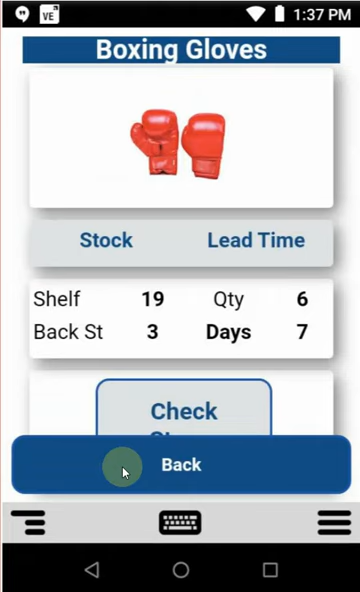 VE
1:37 PM
Boxing Gloves
Stock Lead Time
Shelf 19 Qty 6
Back St 3 Days 7
Check
Back